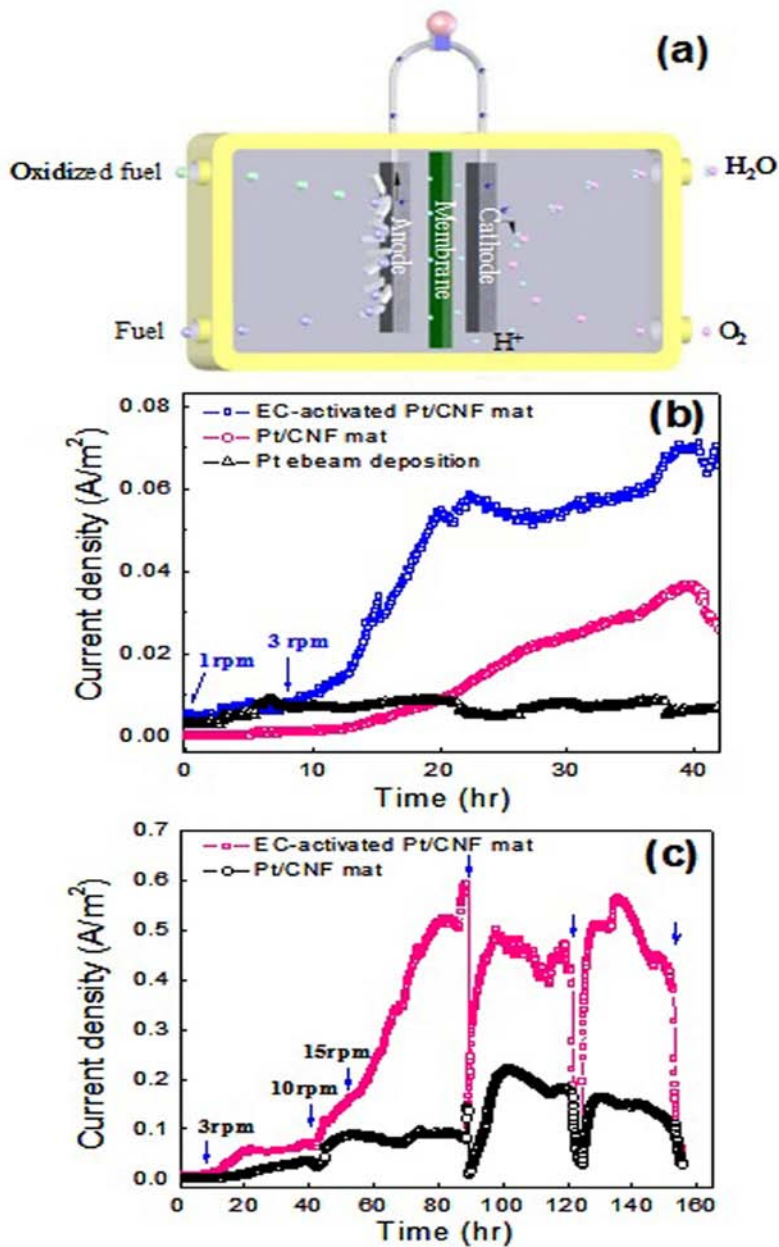 (a)
Oxidized fuel
H₂O
Anode
Membrane
Cathode
Fuel
H⁺
O₂
(b)
EC-activated Pt/CNF mat
Pt/CNF mat
Pt ebeam deposition
Current density (A/m²)
0.08
0.06
0.04
0.02
0.00
1rpm
3 rpm
0
10
20
30
40
Time (hr)
(c)
EC-activated Pt/CNF mat
Pt/CNF mat
Current density (A/m²)
0.7
0.6
0.5
0.4
0.3
0.2
0.1
0.0
3rpm
10rpm
15rpm
0
20
40
60
80
100
120
140
160
Time (hr)